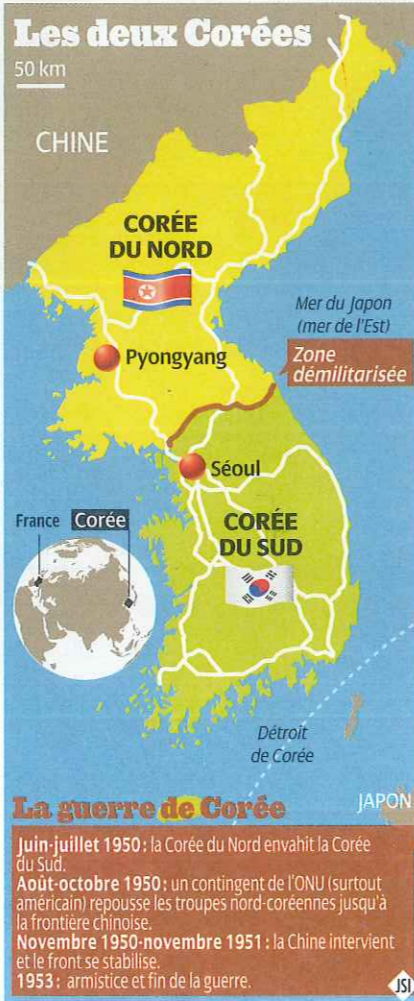 Les deux Corées
50 km
CHINE
CORÉE
DU NORD
Mer du Japon
(mer de l'Est)
Zone
démilitarisée
Pyongyang
Séoul
France
Corée
CORÉE
DU SUD
Détroit
de Corée
JAPON
La guerre de Corée
Juin-juillet 1950 : la Corée du Nord envahit la Corée
du Sud.
Août-octobre 1950 : un contingent de l'ONU (surtout
américain) repousse les troupes nord-coréennes jusqu'à
la frontière chinoise.
Novembre 1950-novembre 1951 : la Chine intervient
et le front se stabilise.
1953 : armistice et fin de la guerre.
JSI